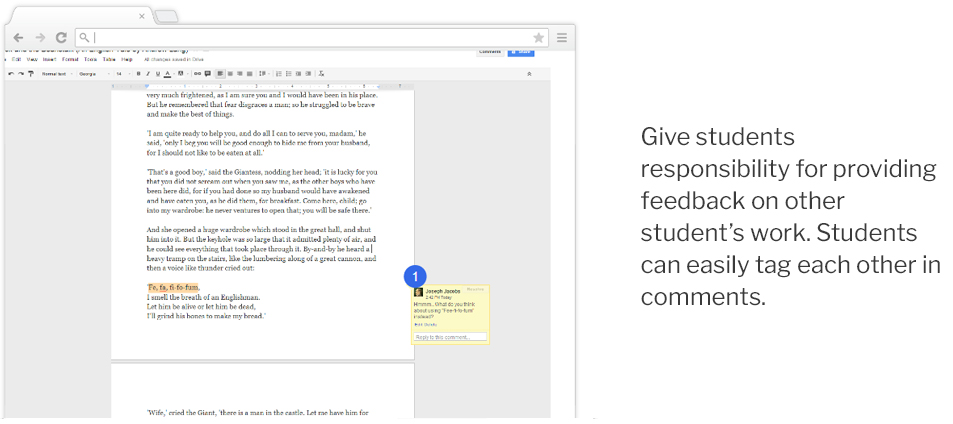 Comments
Share
Edit View Insert Format Tools Table Help All changes saved in Drive
Normal text Georgia 14 B I U A
very much frightened, as I am sure you and I would have been in his place.
But he remembered that fear disgraces a man; so he struggled to be brave
and make the best of things.
'I am quite ready to help you, and do all I can to serve you, madam,' he
said, 'only I beg you will be good enough to hide me from your husband,
for I should not like to be eaten at all.'
'That's a good boy,' said the Giantess, nodding her head; 'it is lucky for you
that you did not scream out when you saw me, as the other boys who have
been here did, for if you had done so my husband would have awakened
and have eaten you, as he did them, for breakfast. Come here, child; go
into my wardrobe: he never ventures to open that; you will be safe there.'
And she opened a huge wardrobe which stood in the great hall, and shut
him into it. But the keyhole was so large that it admitted plenty of air, and
he could see everything that took place through it. By-and-by he heard a
heavy tramp on the stairs, like the lumbering along of a great cannon, and
then a voice like thunder cried out:
'Fe, fa, fi-fo-fum,
I smell the breath of an Englishman.
Let him be alive or let him be dead,
I'll grind his bones to make my bread.'
1
Joseph Jacobs
2:42 PM Today
Hmmm... What do you think
about using "Fee-fi-fo-fum"
instead?
Reply to this comment...
'Wife,' cried the Giant, 'there is a man in the castle. Let me have him for
Give students
responsibility for providing
feedback on other
student's work. Students
can easily tag each other in
comments.